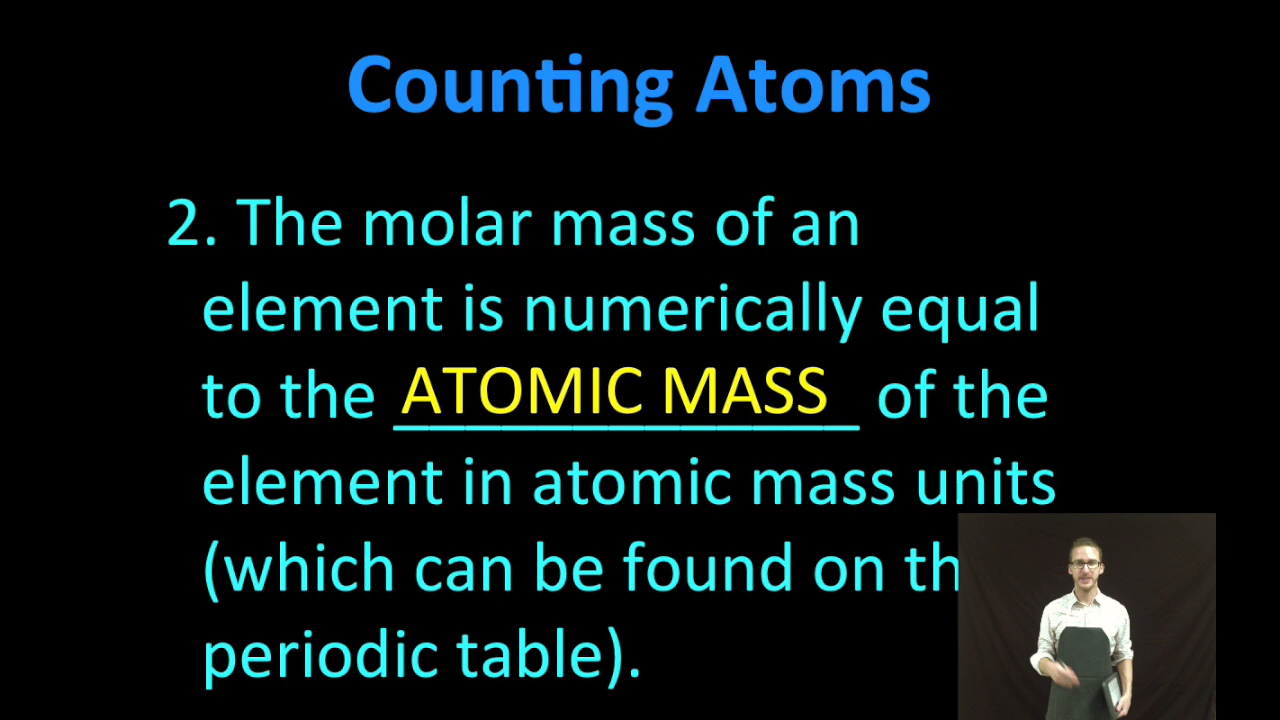 Counting Atoms
2. The molar mass of an
element is numerically equal
to the ATOMIC MASS of the
element in atomic mass units
(which can be found on th
periodic table).